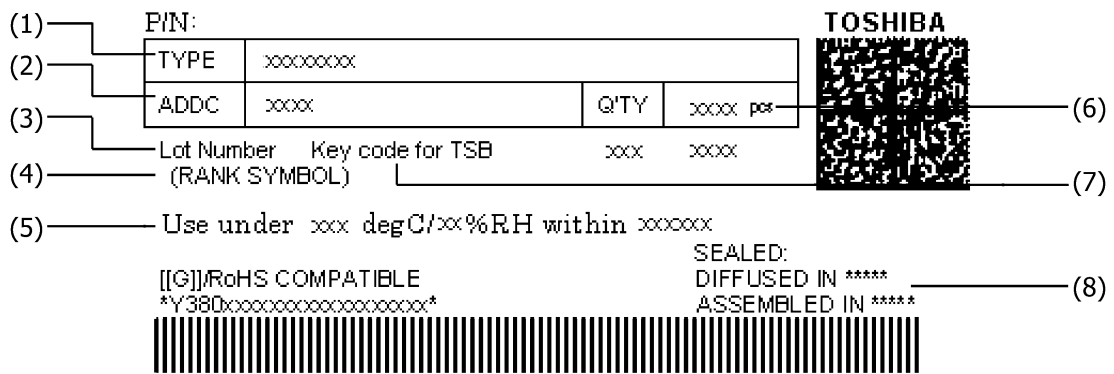 P/N:
TOSHIBA
(1)
TYPE xxxxxxxx
(2)
ADDC xxxx Q'TY xxxx pcs
(6)
(3)
Lot Number Key code for TSB xxx xxxx
(4)
(RANK SYMBOL)
(7)
(5)
Use under xxx degC/xx%RH within xxxxxx
SEALED:
[[G]]/RoHS COMPATIBLE DIFFUSED IN *****
(8)
*Y380xxxxxxxxxxxxxxxxxx* ASSEMBLED IN *****